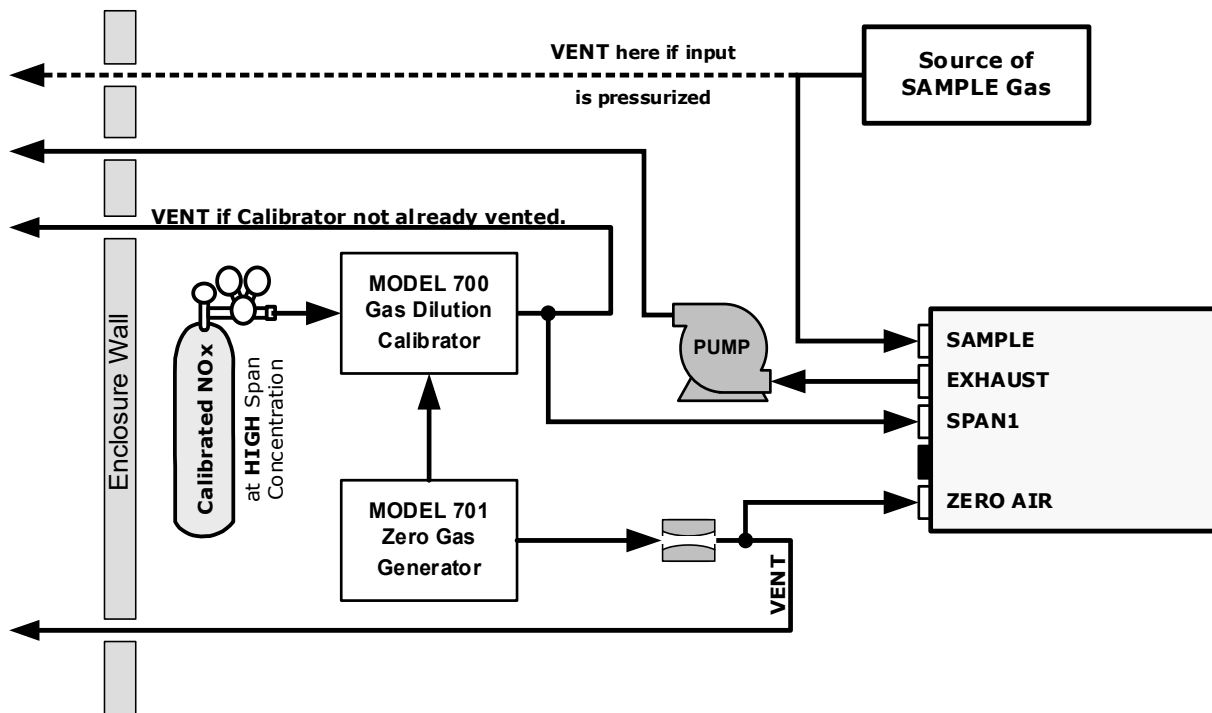 VENT here if input
is pressurized
Source of
SAMPLE Gas
VENT if Calibrator not already vented.
Enclosure Wall
Calibrated NOx
at HIGH Span
Concentration
MODEL 700
Gas Dilution
Calibrator
PUMP
SAMPLE
EXHAUST
SPAN1
ZERO AIR
MODEL 701
Zero Gas
Generator
VENT